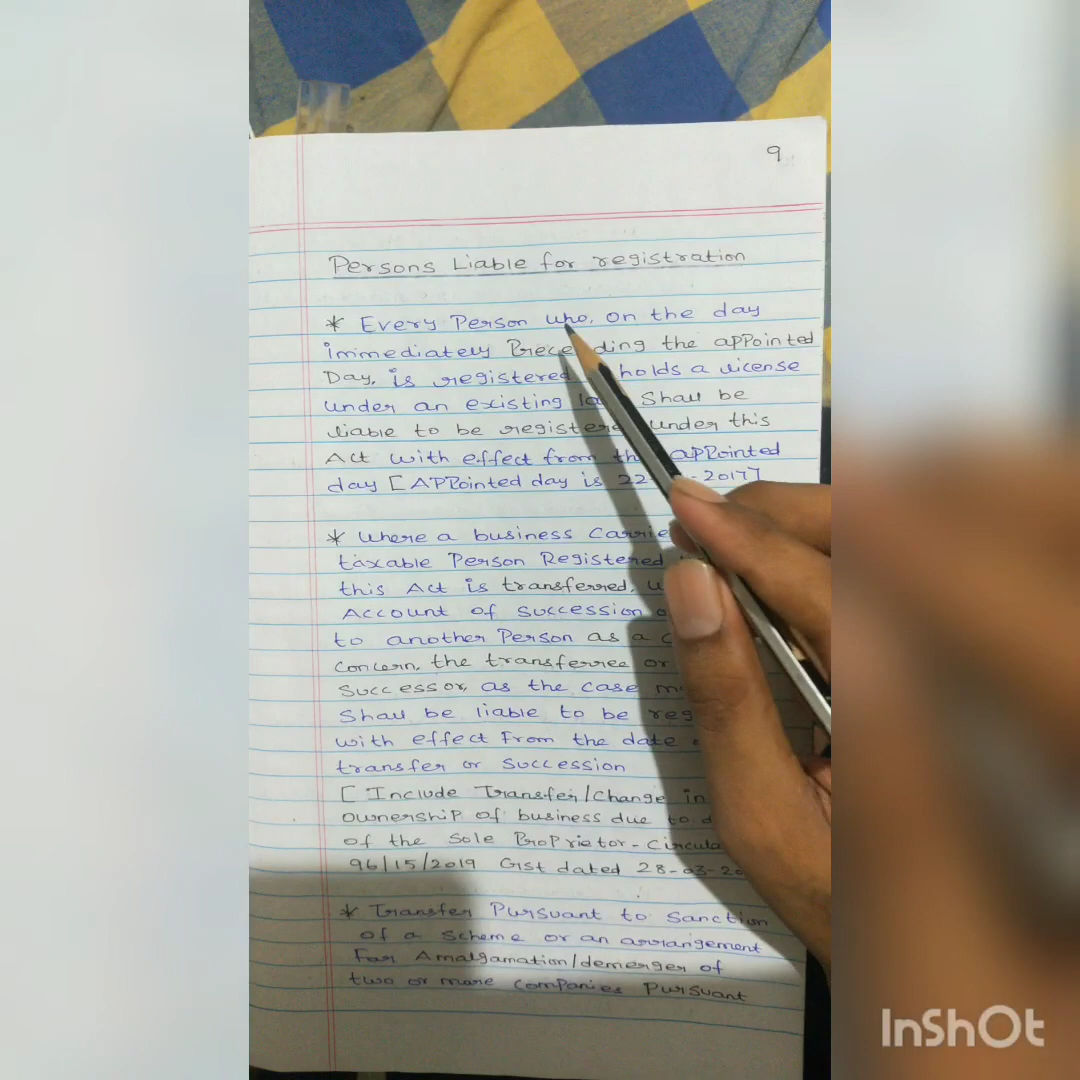 9
Persons Liable for registration
* Every Person who, on the day
immediately Preceding the appointed
Day, is registered holds a license
under an existing Shall be
liable to be under this
Act with effect from appointed
day [ Appointed day is 2017]
* where a business
taxable Person Registered
this Act is transferred,
Account of succession
to another Person as a
Concern, the transferree or
Successor, as the case
Shall be liable to be
with effect From the date
transfer or Succession
[ Include Transfer/Change in
ownership of business due to
of the Sole Proprietor -
96/15/2019 Gst dated 28-03-
* Transfer Pursuant to Sanction
of a scheme or an arrangement
For Amalgamation/demerger of
two or more Companies Pursuant
InShOt